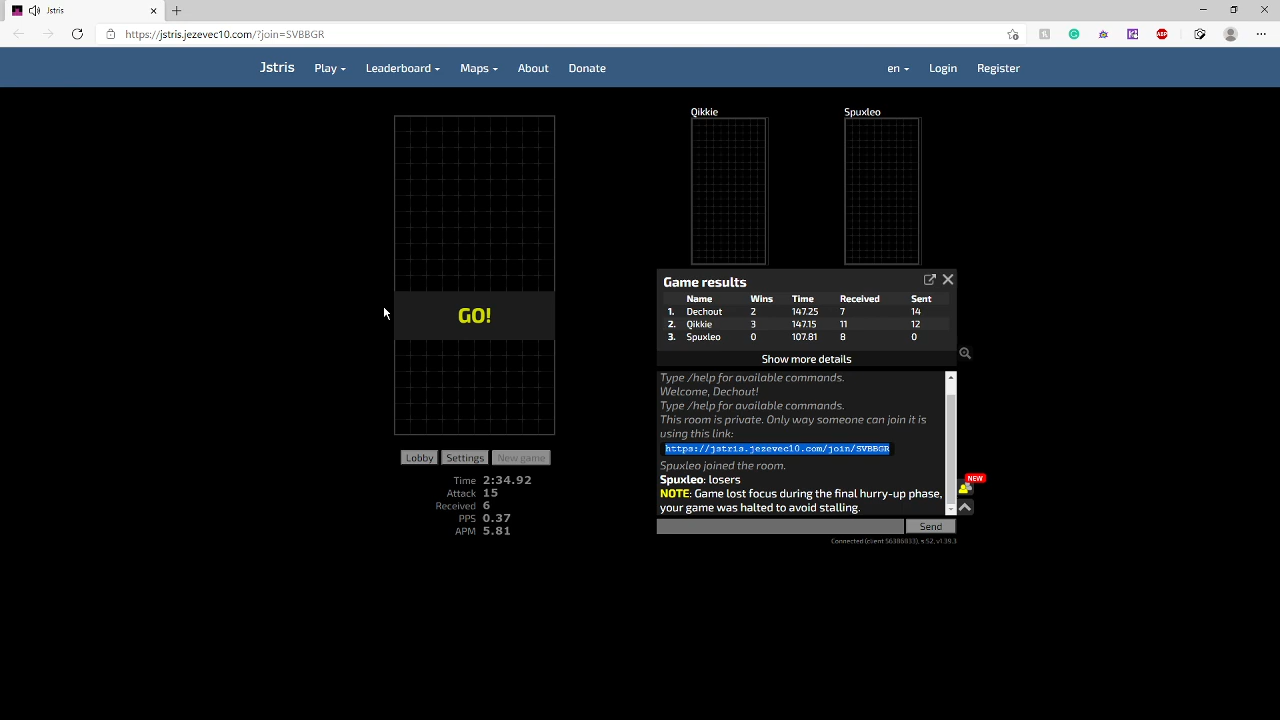 Jstris
https://jstris.jezevec10.com/?join=SVBBGR
Jstris Play Leaderboard Maps About Donate en Login Register
Qikkie Spuxleo
GO!
Game results
Name Wins Time Received Sent
1. Dechout 2 147.25 7 14
2. Qikkie 3 147.15 11 12
3. Spuxleo 0 107.81 8 0
Show more details
Type /help for available commands.
Welcome, Dechout!
Type /help for available commands.
This room is private. Only way someone can join it is
using this link:
https://jstris.jezevec10.com/join/SVBBGR
Spuxleo joined the room.
Spuxleo: losers
NOTE: Game lost focus during the final hurry-up phase,
your game was halted to avoid stalling.
NEW
Send
Lobby Settings New game
Time 2:34.92
Attack 15
Received 6
PPS 0.37
APM 5.81
ABP